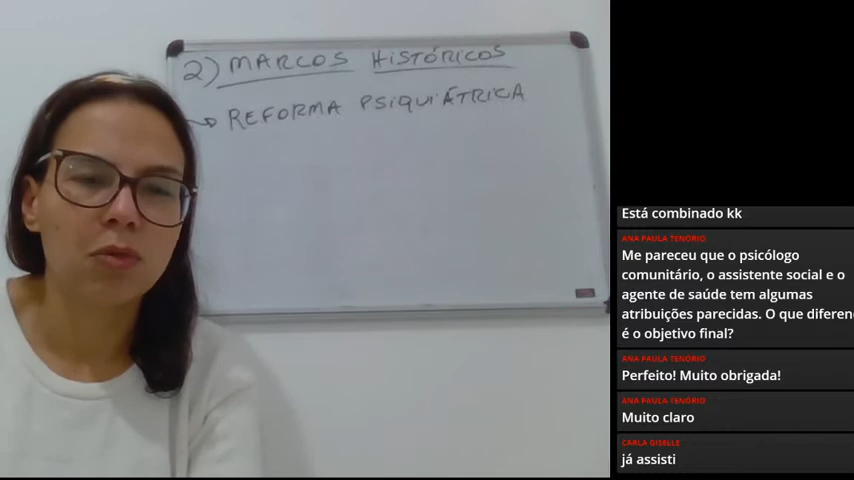 2) MARCOS HISTÓRICOS
REFORMA PSIQUIÁTRICA
Está combinado kk
ANA PAULA TENÓRIO
Me pareceu que o psicólogo
comunitário, o assistente social e o
agente de saúde tem algumas
atribuições parecidas. O que diferen
é o objetivo final?
ANA PAULA TENÓRIO
Perfeito! Muito obrigada!
ANA PAULA TENÓRIO
Muito claro
CARLA GISELLE
já assisti